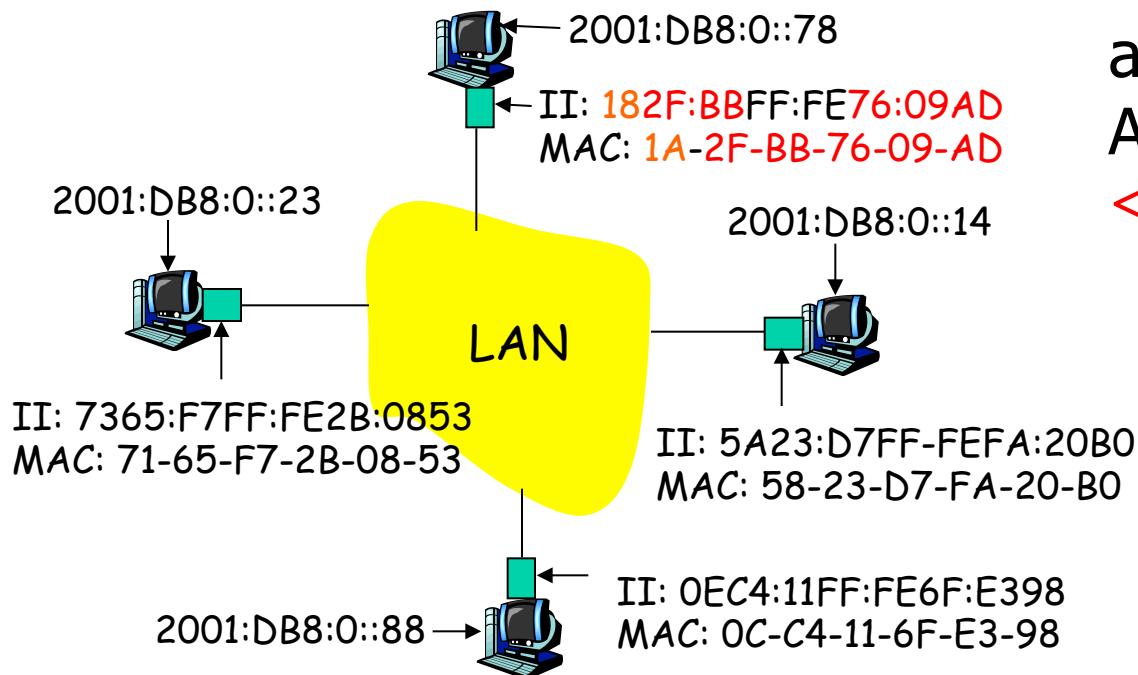 2001:DB8:0::78
II: 182F:BBFF:FE76:09AD
MAC: 1A-2F-BB-76-09-AD
a
A
<
2001:DB8:0::23
2001:DB8:0::14
LAN
II: 7365:F7FF:FE2B:0853
MAC: 71-65-F7-2B-08-53
II: 5A23:D7FF-FEFA:20B0
MAC: 58-23-D7-FA-20-B0
II: 0EC4:11FF:FE6F:E398
MAC: 0C-C4-11-6F-E3-98
2001:DB8:0::88